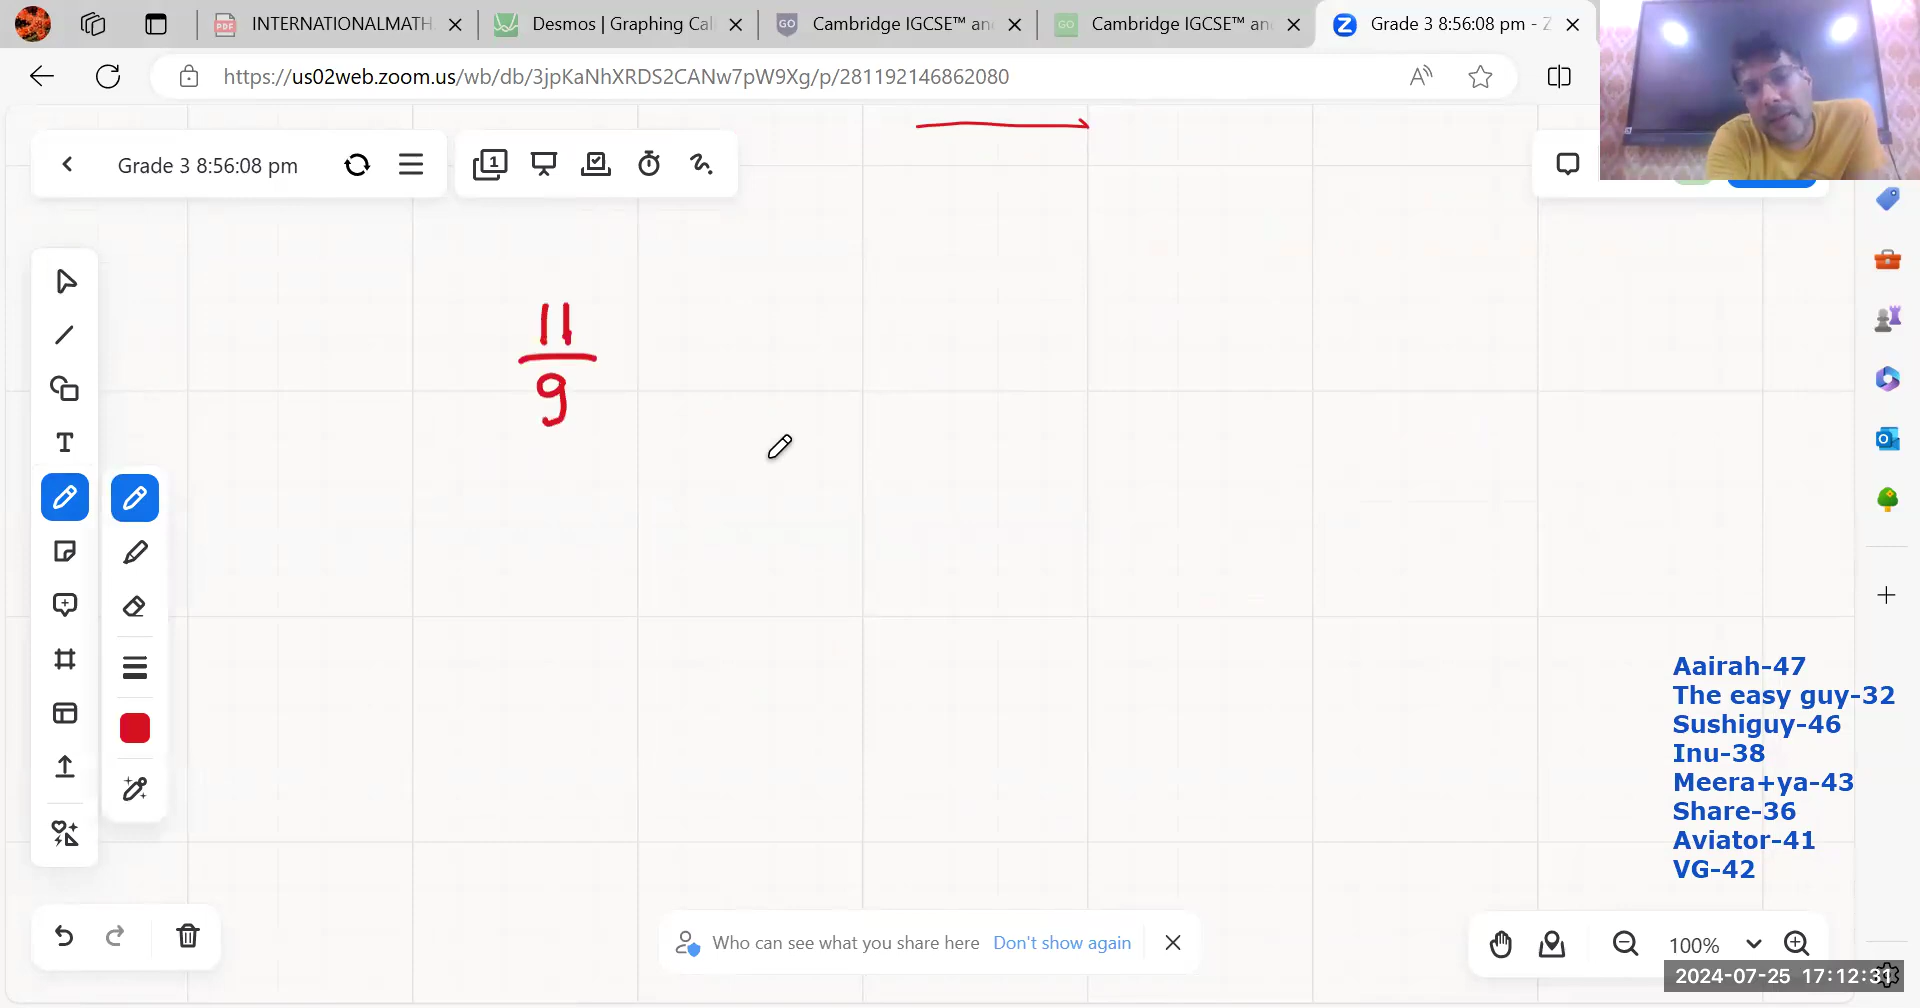 INTERNATIONALMATH
Desmos | Graphing Cal
Cambridge IGCSE™ an
Cambridge IGCSE™ an
Grade 3 8:56:08 pm - Z
https://us02web.zoom.us/wb/db/3jpKaNhXRDS2CANw7pW9Xg/p/281192146862080
Grade 3 8:56:08 pm
1
11
9
T
Aairah-47
The easy guy-32
Sushiguy-46
Inu-38
Meera+ya-43
Share-36
Aviator-41
VG-42
Who can see what you share here Don't show again
100%
2024-07-25 17:12:31